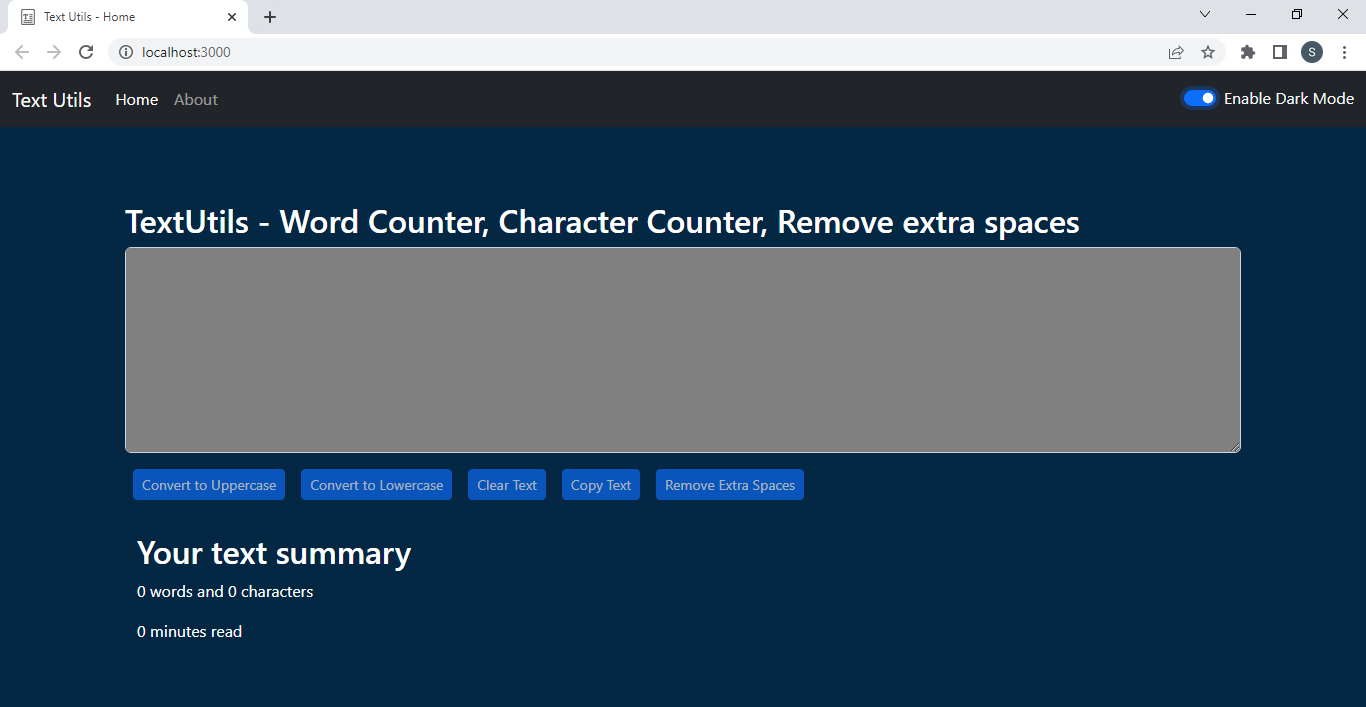 Text Utils - Home
localhost:3000
S
Text Utils Home About Enable Dark Mode
TextUtils - Word Counter, Character Counter, Remove extra spaces
Convert to Uppercase Convert to Lowercase Clear Text Copy Text Remove Extra Spaces
Your text summary
0 words and 0 characters
0 minutes read